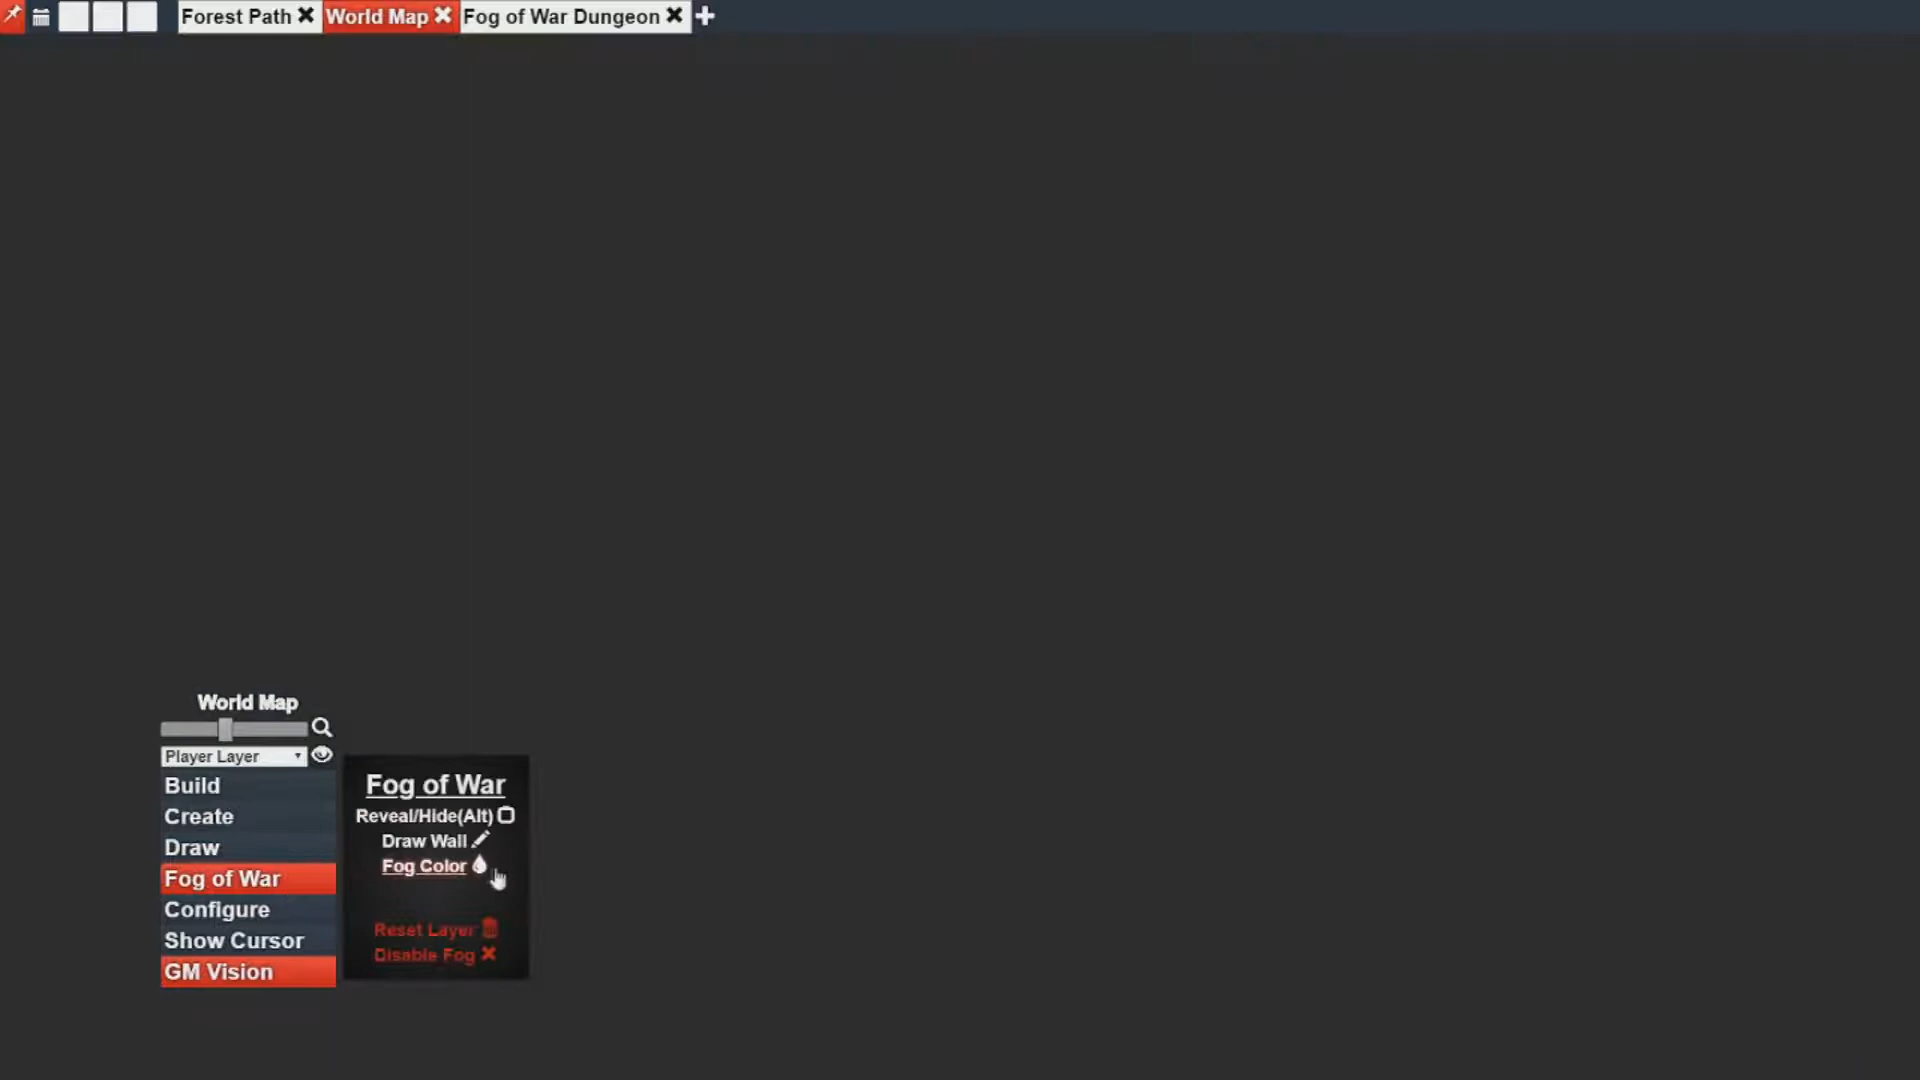 Forest Path World Map Fog of War Dungeon
World Map
Player Layer
Build
Create
Draw
Fog of War
Configure
Show Cursor
GM Vision
Fog of War
Reveal/Hide(Alt)
Draw Wall
Fog Color
Reset Layer
Disable Fog